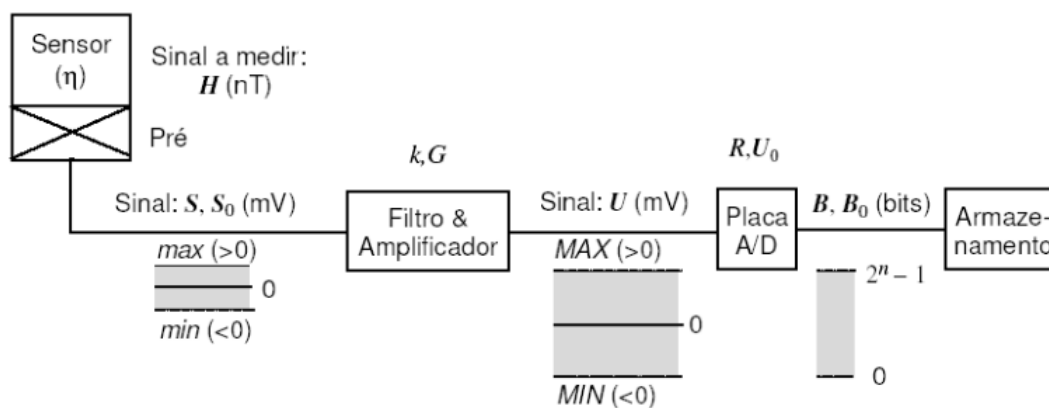 Sensor
(η)
Sinal a medir:
H (nT)
Pré
k,G
R,U₀
Sinal: S, S₀ (mV)
Filtro &
Amplificador
Sinal: U (mV)
Placa
A/D
B, B₀ (bits)
Armaze-
namento
max (>0)
0
min (<0)
MAX (>0)
0
MIN (<0)
2ⁿ – 1
0